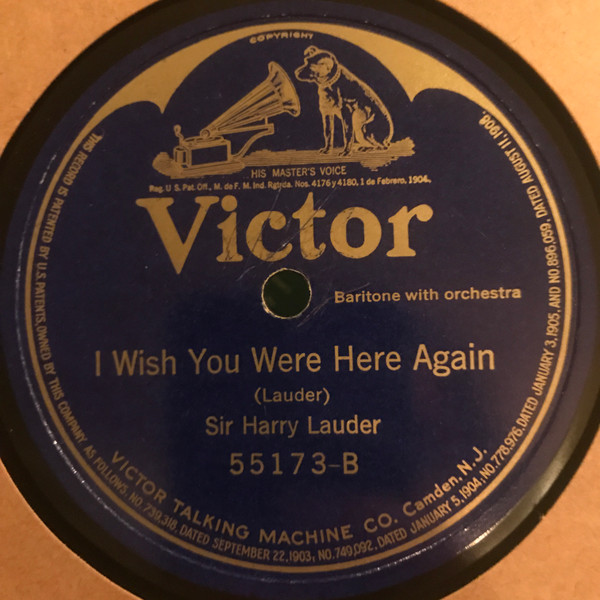 COPYRIGHT
HIS MASTER'S VOICE
Reg. U S. Pat. Off., M. de F. M. Ind. Rgtrda. Nos. 4176 y 4180, 1 de Febrero, 1904.
Victor
Baritone with orchestra
I Wish You Were Here Again
(Lauder)
Sir Harry Lauder
55173-B
VICTOR TALKING MACHINE CO. Camden, N.J.
THIS RECORD IS PATENTED BY U.S. PATENTS, OWNED BY THIS COMPANY AS FOLLOWS: NO. 739,318, DATED SEPTEMBER 22, 1903; NO. 740,092, DATED JANUARY 5, 1904; NO. 778,976, DATED JANUARY 3, 1905, AND NO. 896,059, DATED AUGUST 11, 1908,